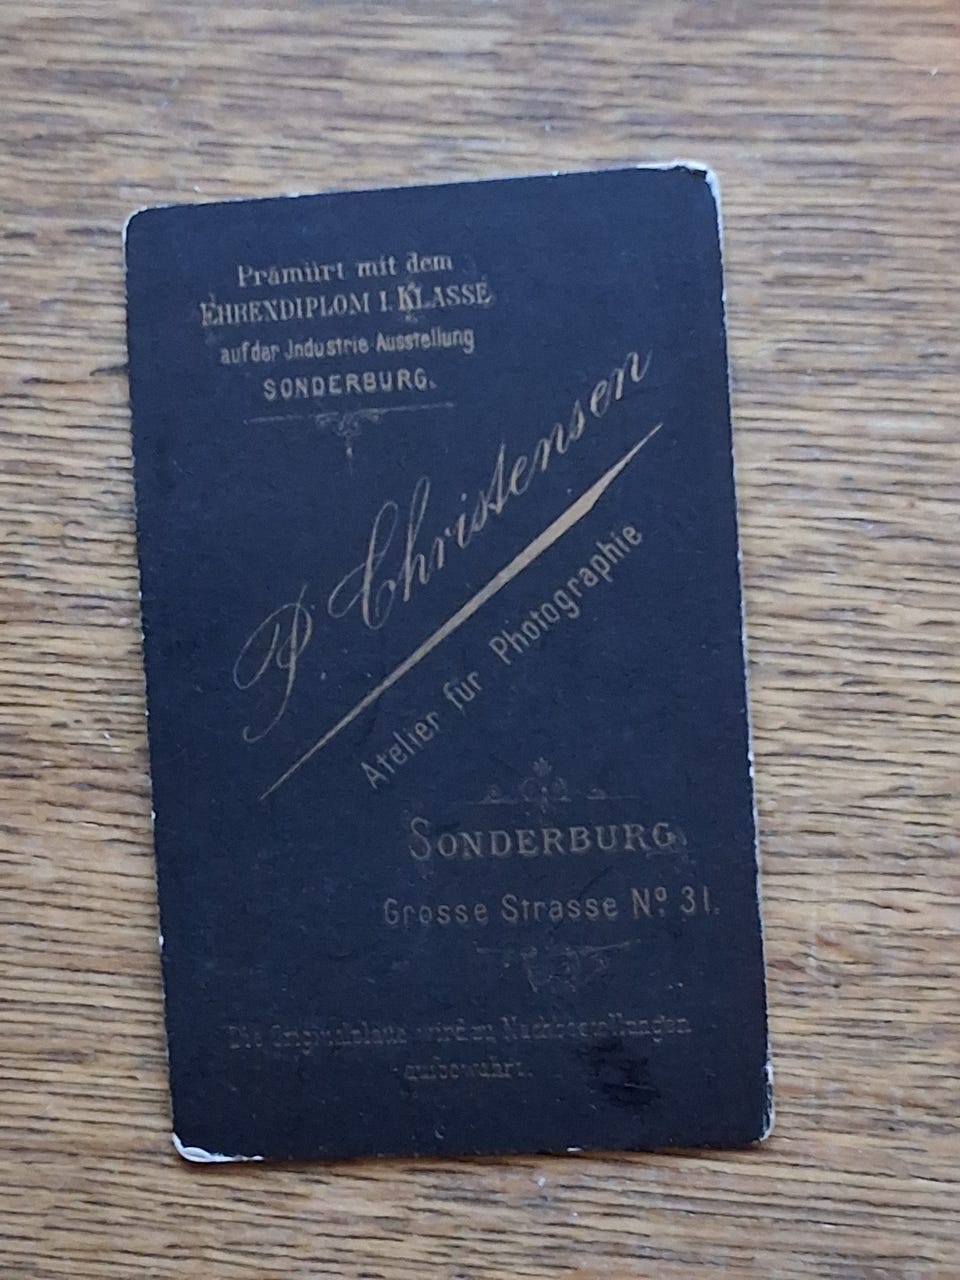 Prämiirt mit dem
EHRENDIPLOM I. KLASSE
auf der Industrie Ausstellung
SONDERBURG.
P. Christensen
Atelier für Photographie
SONDERBURG.
Grosse Strasse Nº 31.
Die Originalplatte wird zu Nachbestellungen
aufbewahrt.